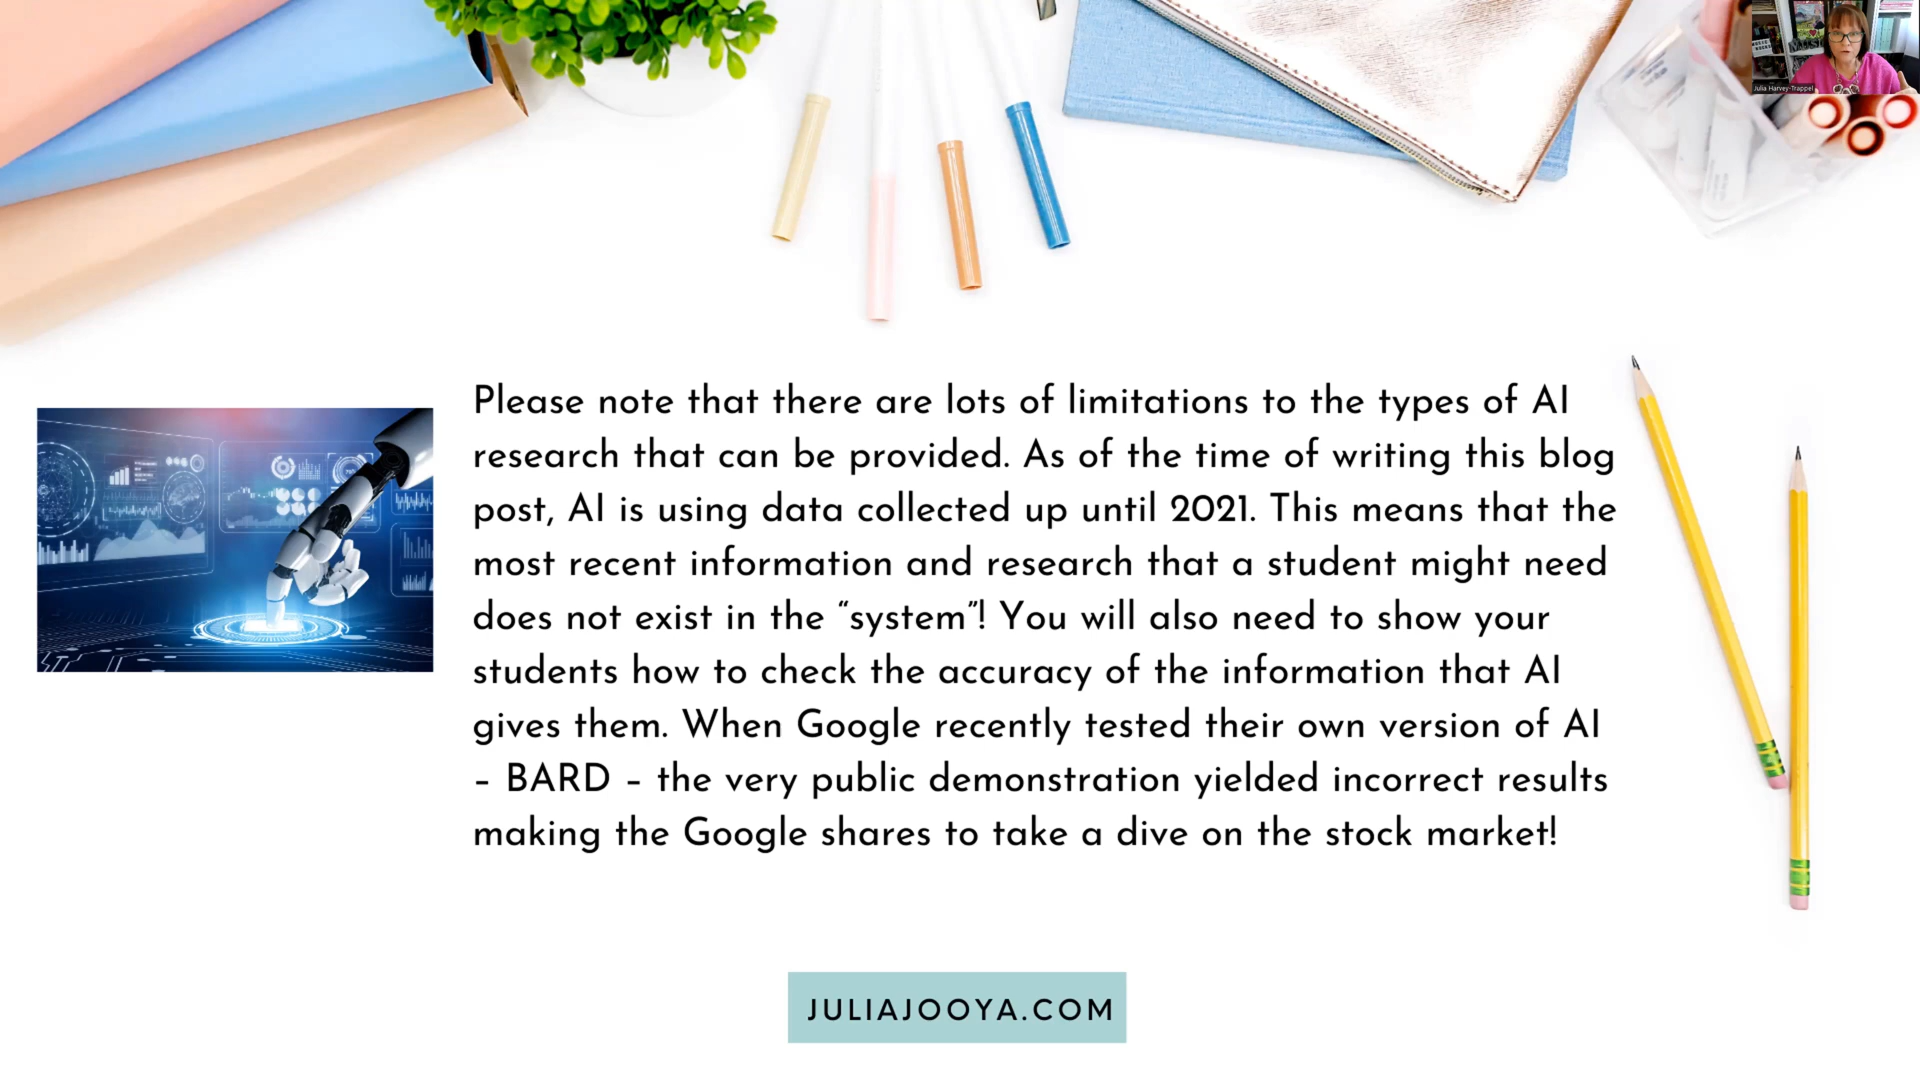 Julia Harvey-Trappel
Please note that there are lots of limitations to the types of AI
research that can be provided. As of the time of writing this blog
post, AI is using data collected up until 2021. This means that the
most recent information and research that a student might need
does not exist in the “system”! You will also need to show your
students how to check the accuracy of the information that AI
gives them. When Google recently tested their own version of AI
– BARD – the very public demonstration yielded incorrect results
making the Google shares to take a dive on the stock market!
JULIAJOOYA.COM